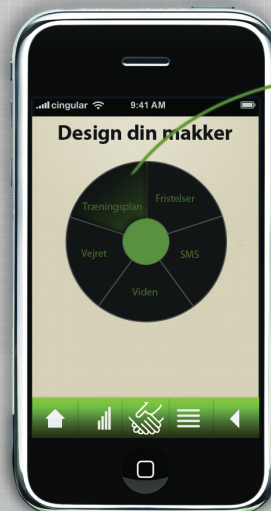 cingular 9:41 AM
Design din makker
Træningsplan
Fristelser
Vejret
SMS
Viden